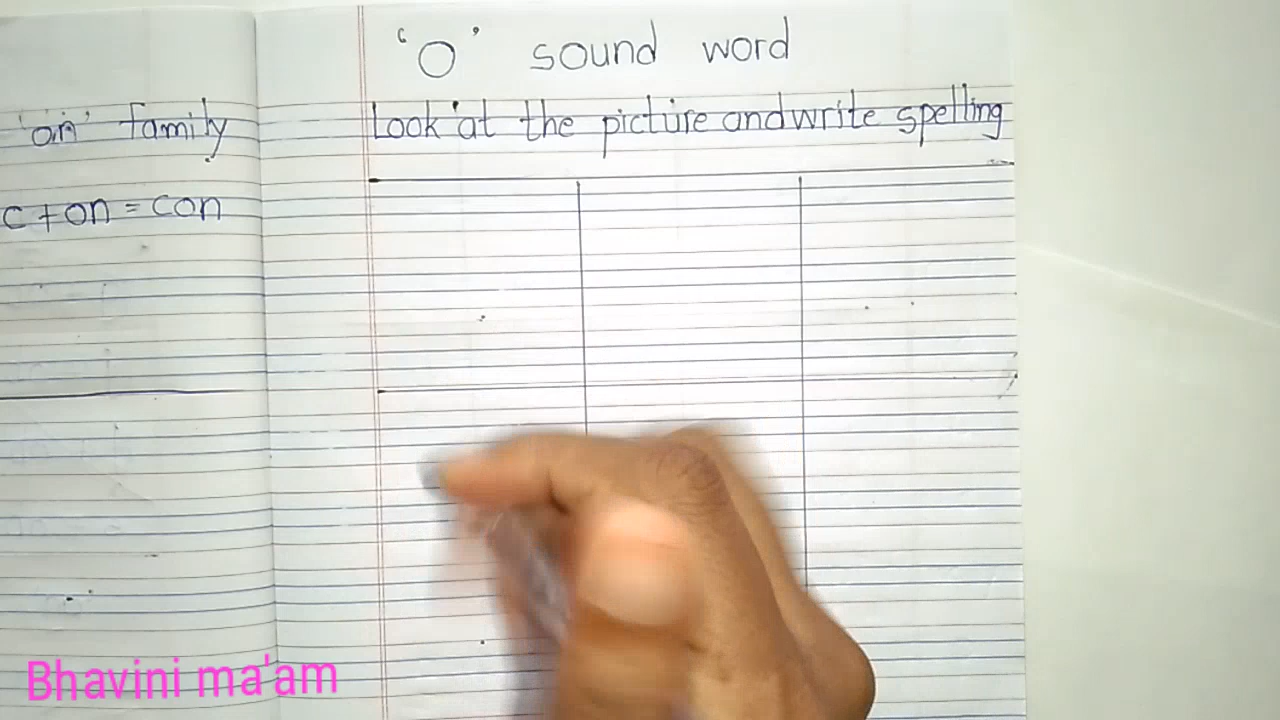 'on' family
c + on = con
'O' sound word
Look at the picture and write spelling
Bhavini ma'am